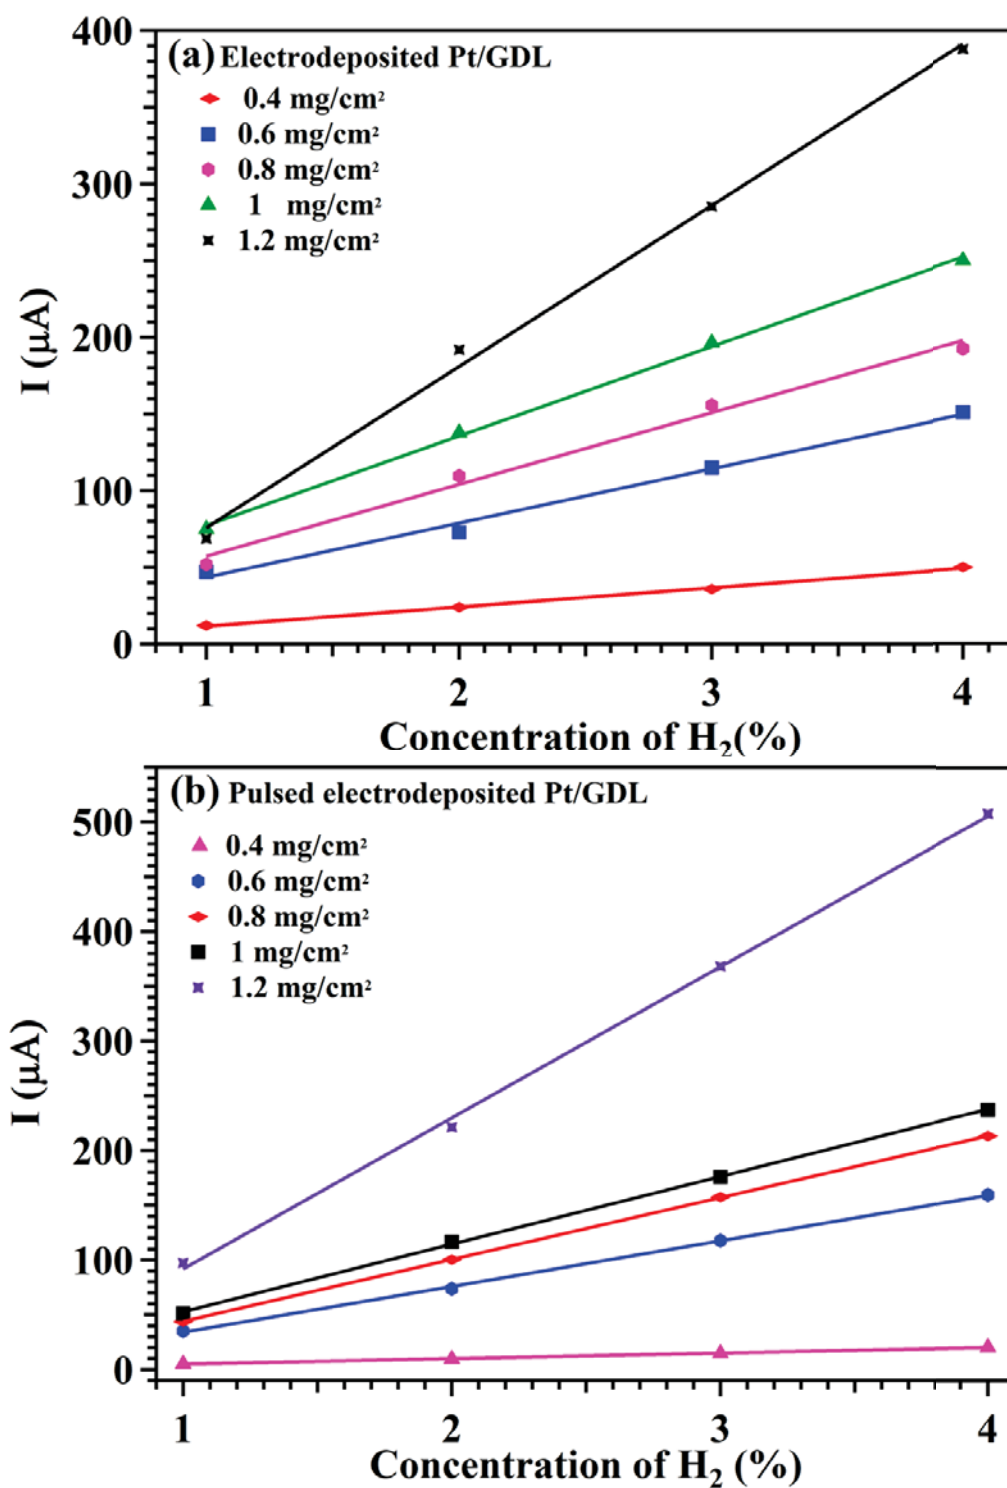 (a) Electrodeposited Pt/GDL
0.4 mg/cm²
0.6 mg/cm²
0.8 mg/cm²
1 mg/cm²
1.2 mg/cm²
400
300
200
100
0
I (μA)
1 2 3 4
Concentration of H₂(%)
(b) Pulsed electrodeposited Pt/GDL
0.4 mg/cm²
0.6 mg/cm²
0.8 mg/cm²
1 mg/cm²
1.2 mg/cm²
500
400
300
200
100
0
I (μA)
1 2 3 4
Concentration of H₂ (%)